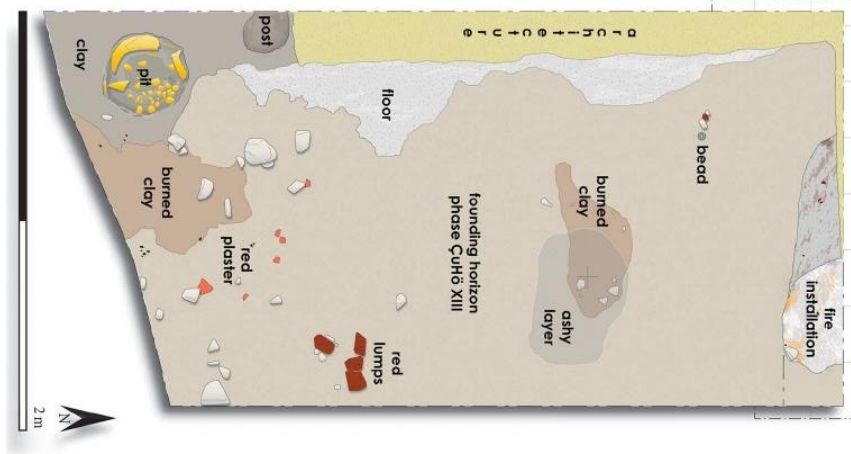 fire
installation
bead
architecture
burned
clay
ashy
layer
founding horizon
phase ÇuHö XIII
floor
red
lumps
post
red
plaster
pit
burned
clay
clay
N
2 m